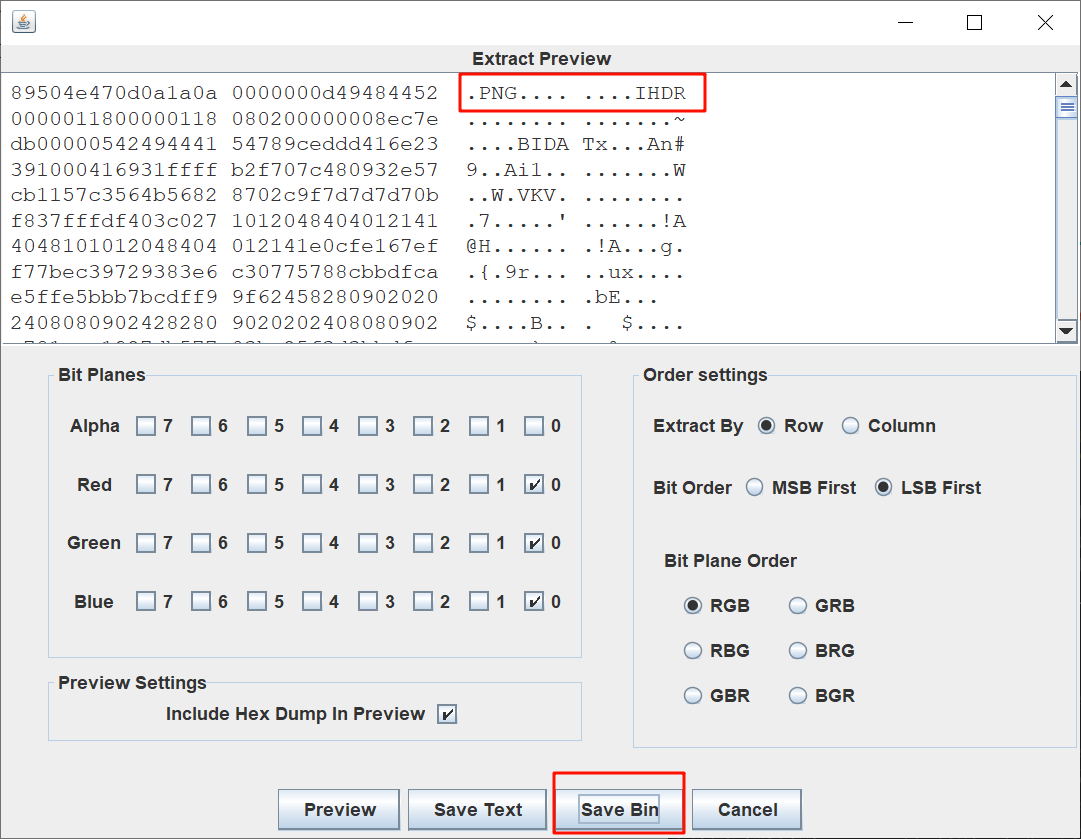 Extract Preview
89504e470d0a1a0a 0000000d49484452 .PNG.... ....IHDR
0000011800000118 080200000008ec7e ........ .......~
db00000542494441 54789ceddd416e23 ....BIDA Tx...An#
391000416931ffff b2f707c480932e57 9..Ai1.. .......W
cb1157c3564b5682 8702c9f7d7d7d70b ..W.VKV. ........
f837fffdf403c027 1012048404012141 .7.....' ......!A
4048101012048404 012141e0cfe167ef @H...... .!A...g.
f77bec39729383e6 c30775788cbbdfca .{.9r... ..ux....
e5ffe5bbb7bcdff9 9f62458280902020 ........ .bE...
2408080902428280 9020202408080902 $....B.. . $....
Bit Planes
Alpha 7 6 5 4 3 2 1 0
Red 7 6 5 4 3 2 1 0
Green 7 6 5 4 3 2 1 0
Blue 7 6 5 4 3 2 1 0
Preview Settings
Include Hex Dump In Preview
Order settings
Extract By Row Column
Bit Order MSB First LSB First
Bit Plane Order
RGB GRB
RBG BRG
GBR BGR
Preview Save Text Save Bin Cancel